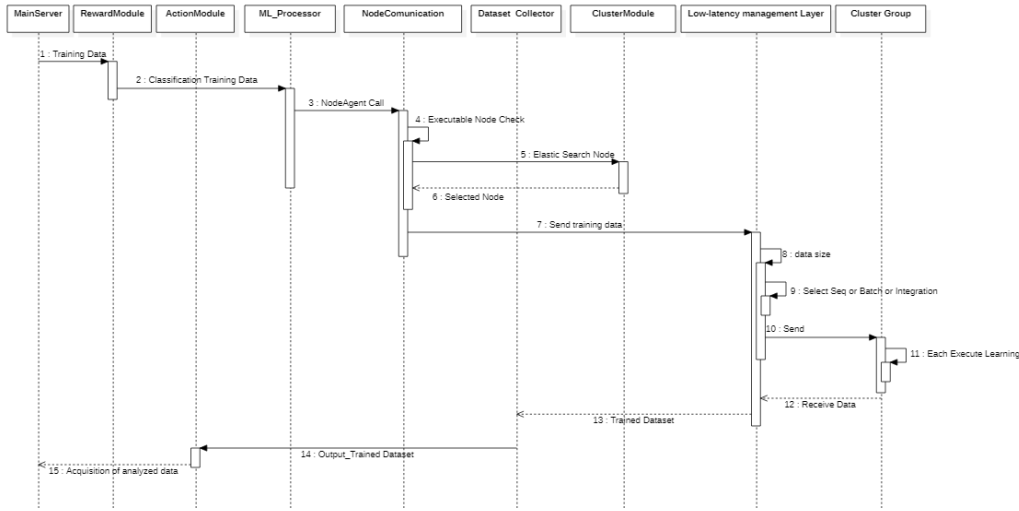 MainServer
RewardModule
ActionModule
ML_Processor
NodeComunication
Dataset Collector
ClusterModule
Low-latency management Layer
Cluster Group
1 : Training Data
2 : Classification Training Data
3 : NodeAgent Call
4 : Executable Node Check
5 : Elastic Search Node
6 : Selected Node
7 : Send training data
8 : data size
9 : Select Seq or Batch or Integration
10 : Send
11 : Each Execute Learning
12 : Receive Data
13 : Trained Dataset
14 : Output_Trained Dataset
15 : Acquisition of analyzed data